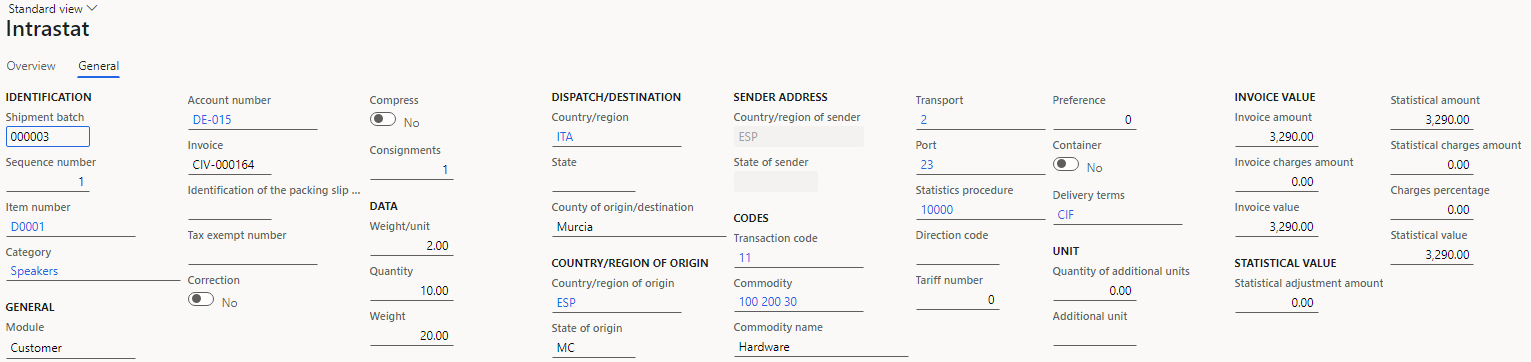 Standard view
Intrastat
Overview
General
IDENTIFICATION
Shipment batch
000003
Sequence number
1
Item number
D0001
Category
Speakers
GENERAL
Module
Customer
Account number
DE-015
Invoice
CIV-000164
Identification of the packing slip ...
Tax exempt number
Correction
No
Compress
No
Consignments
1
DATA
Weight/unit
2.00
Quantity
10.00
Weight
20.00
DISPATCH/DESTINATION
Country/region
ITA
State
County of origin/destination
Murcia
COUNTRY/REGION OF ORIGIN
Country/region of origin
ESP
State of origin
MC
SENDER ADDRESS
Country/region of sender
ESP
State of sender
CODES
Transaction code
11
Commodity
100 200 30
Commodity name
Hardware
Transport
2
Port
23
Statistics procedure
10000
Direction code
Tariff number
0
Preference
0
Container
No
Delivery terms
CIF
UNIT
Quantity of additional units
0.00
Additional unit
INVOICE VALUE
Invoice amount
3,290.00
Invoice charges amount
0.00
Invoice value
3,290.00
STATISTICAL VALUE
Statistical adjustment amount
0.00
Statistical amount
3,290.00
Statistical charges amount
0.00
Charges percentage
0.00
Statistical value
3,290.00